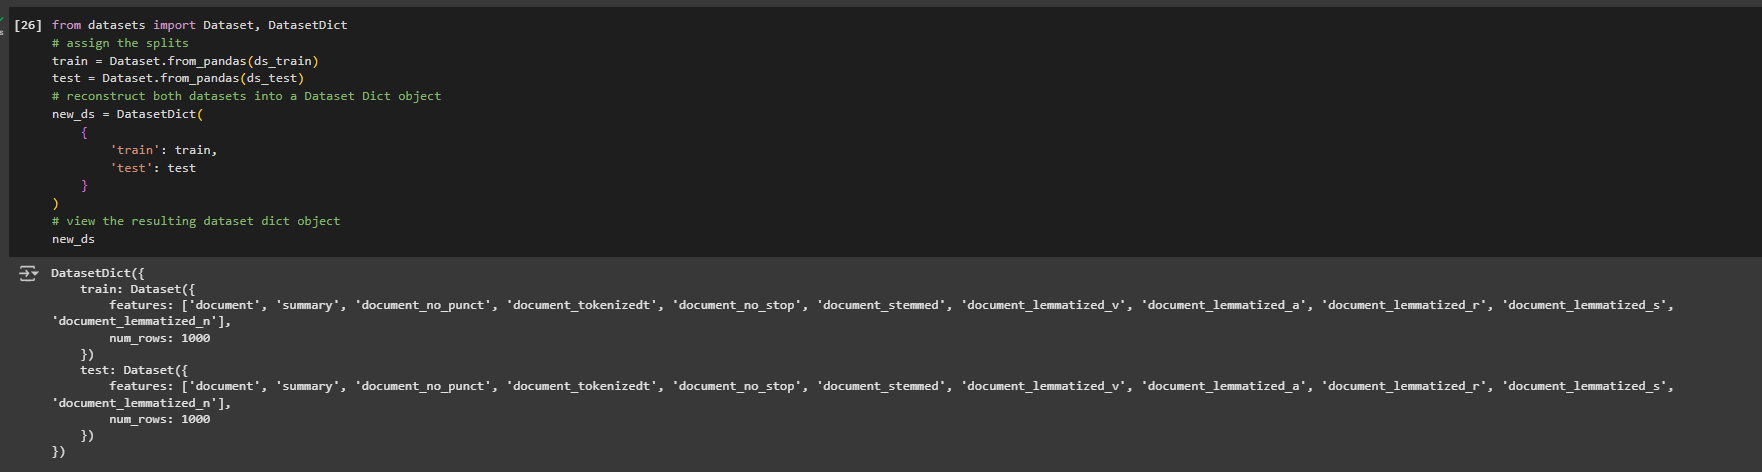 [26] from datasets import Dataset, DatasetDict
# assign the splits
train = Dataset.from_pandas(ds_train)
test = Dataset.from_pandas(ds_test)
# reconstruct both datasets into a Dataset Dict object
new_ds = DatasetDict(
    {
        'train': train,
        'test': test
    }
)
# view the resulting dataset dict object
new_ds
DatasetDict({
    train: Dataset({
        features: ['document', 'summary', 'document_no_punct', 'document_tokenizedt', 'document_no_stop', 'document_stemmed', 'document_lemmatized_v', 'document_lemmatized_a', 'document_lemmatized_r', 'document_lemmatized_s',
'document_lemmatized_n'],
        num_rows: 1000
    })
    test: Dataset({
        features: ['document', 'summary', 'document_no_punct', 'document_tokenizedt', 'document_no_stop', 'document_stemmed', 'document_lemmatized_v', 'document_lemmatized_a', 'document_lemmatized_r', 'document_lemmatized_s',
'document_lemmatized_n'],
        num_rows: 1000
    })
})